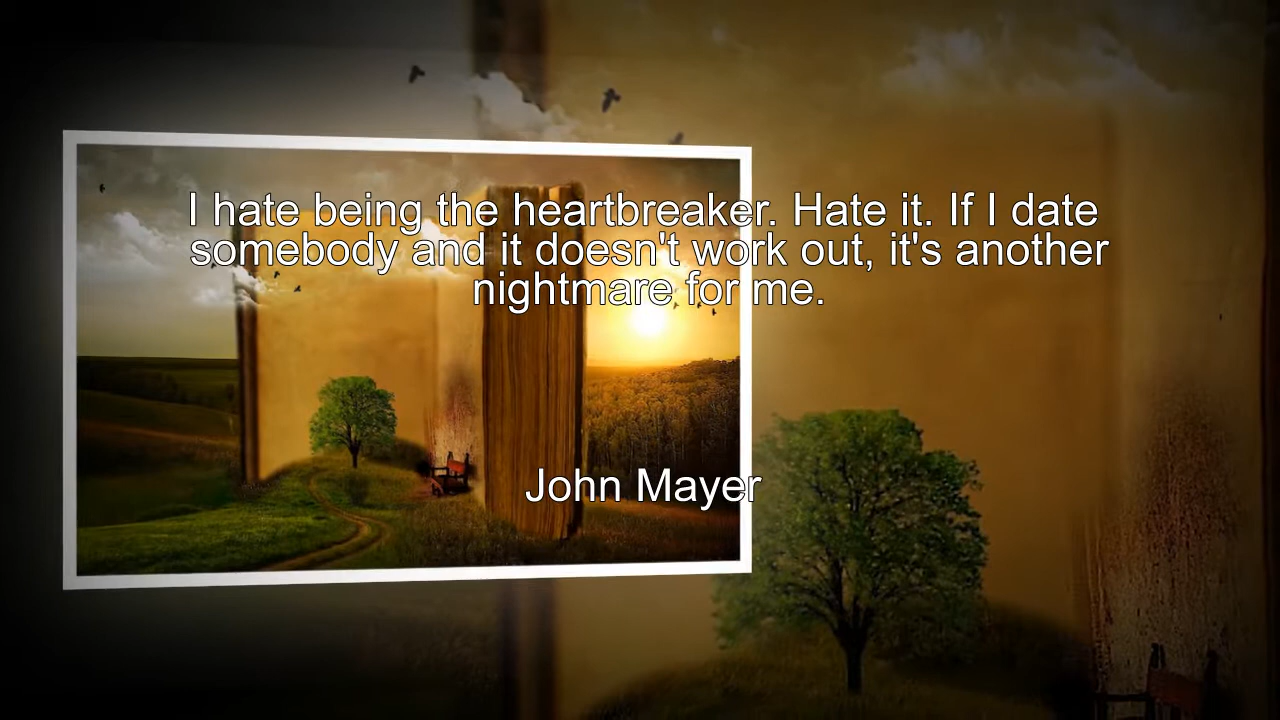 I hate being the heartbreaker. Hate it. If I date
somebody and it doesn't work out, it's another
nightmare for me.
John Mayer